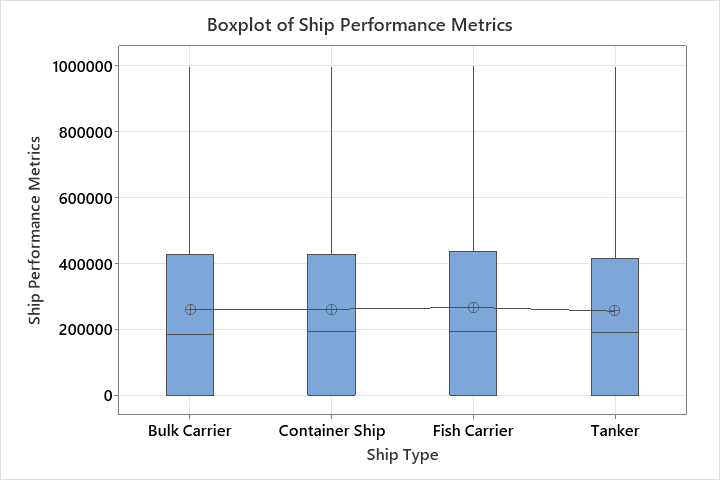 Boxplot of Ship Performance Metrics
Ship Performance Metrics
1000000
800000
600000
400000
200000
0
Bulk Carrier
Container Ship
Fish Carrier
Tanker
Ship Type